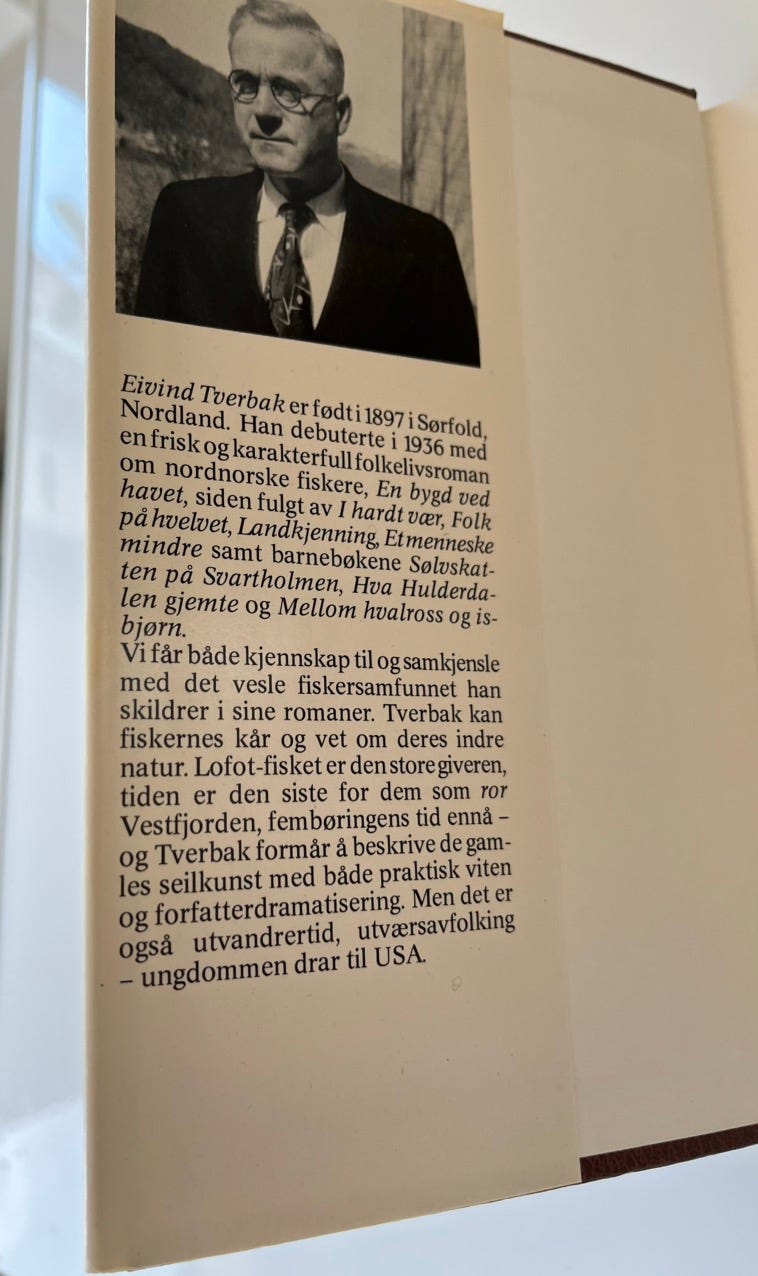 Eivind Tverbak er født i 1897 i Sørfold,
Nordland. Han debuterte i 1936 med
en frisk og karakterfull folkelivsroman
om nordnorske fiskere, En bygd ved
havet, siden fulgt av I hardt vær, Folk
på hvelvet, Landkjenning, Et menneske
mindre samt barnebøkene Sølvskat-
ten på Svartholmen, Hva Hulderda-
len gjemte og Mellom hvalross og is-
bjørn.
Vi får både kjennskap til og samkjensle
med det vesle fiskersamfunnet han
skildrer i sine romaner. Tverbak kan
fiskernes kår og vet om deres indre
natur. Lofot-fisket er den store giveren,
tiden er den siste for dem som ror
Vestfjorden, fembøringens tid ennå –
og Tverbak formår å beskrive de gam-
les seilkunst med både praktisk viten
og forfatterdramatisering. Men det er
også utvandrertid, utværsavfolking
– ungdommen drar til USA.